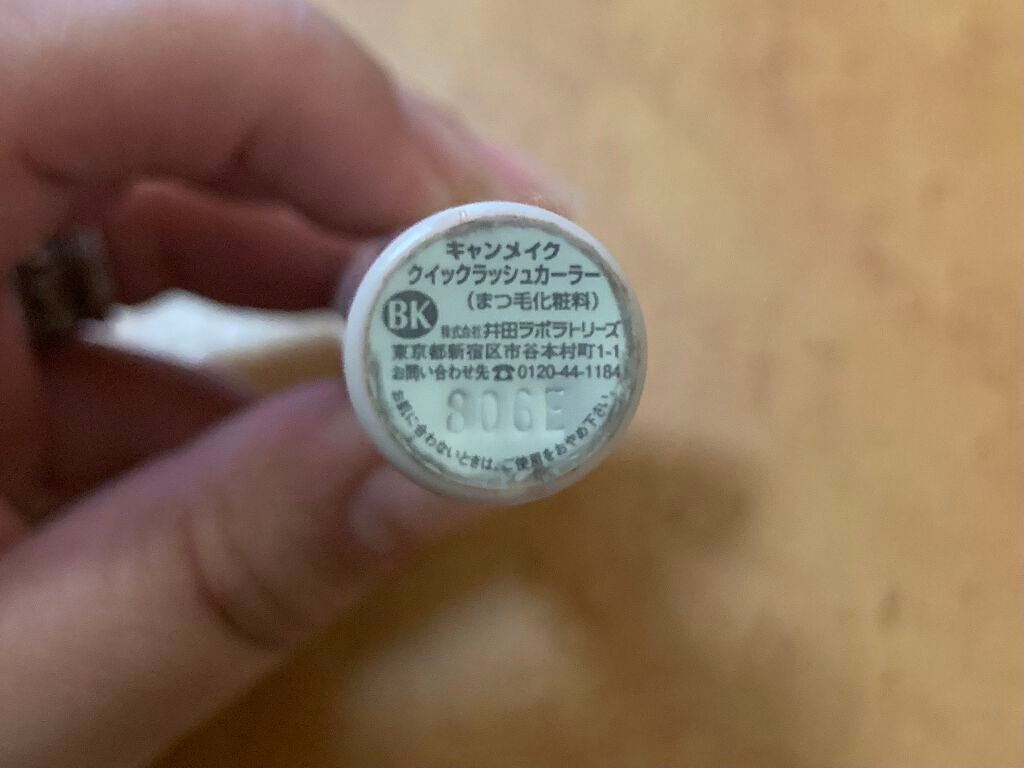 キャンメイク
クイックラッシュカーラー
(まつ毛化粧料)
BK
株式会社井田ラボラトリーズ
東京都新宿区市谷本村町1-1
お問い合わせ先☎0120-44-1184
806E
お肌に合わないときは、ご使用をおやめ下さい。